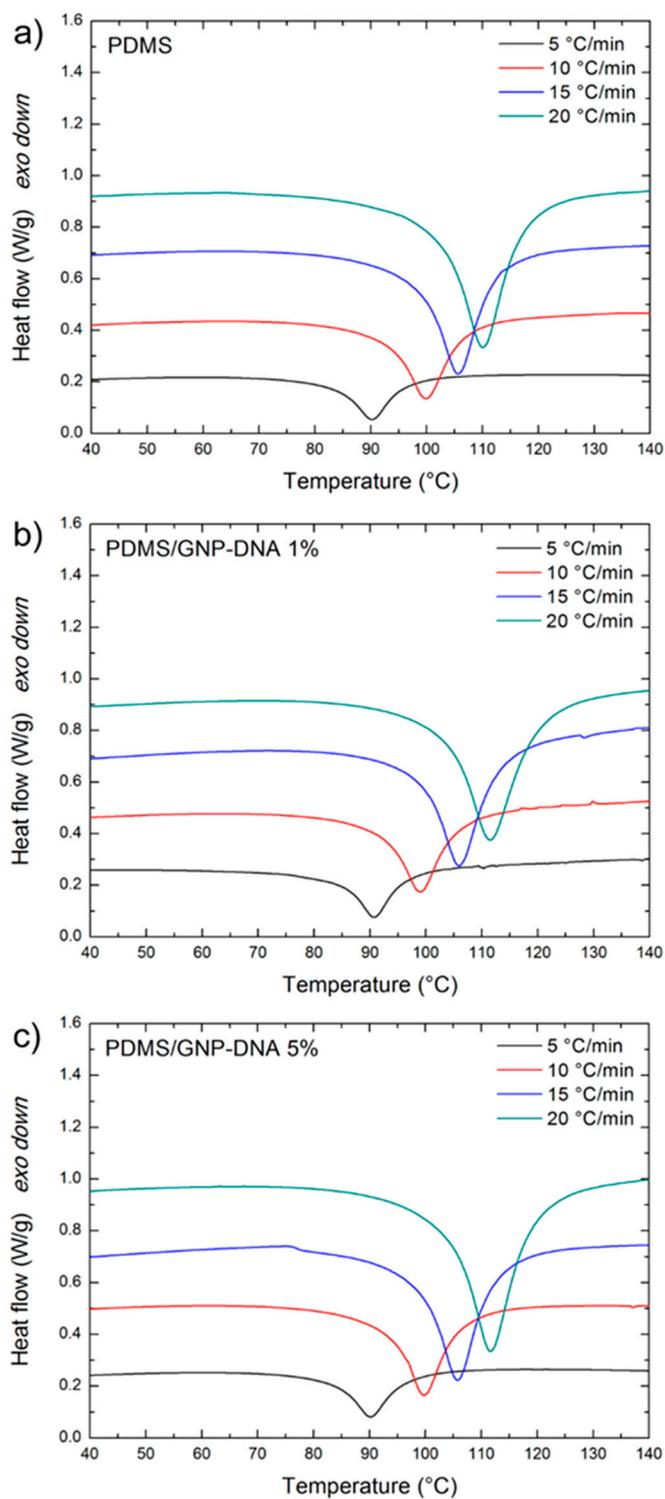 a)
PDMS
5 °C/min
10 °C/min
15 °C/min
20 °C/min
Heat flow (W/g) exo down
1.6
1.4
1.2
1.0
0.8
0.6
0.4
0.2
0.0
40 50 60 70 80 90 100 110 120 130 140
Temperature (°C)
b)
PDMS/GNP-DNA 1%
5 °C/min
10 °C/min
15 °C/min
20 °C/min
Heat flow (W/g) exo down
1.6
1.4
1.2
1.0
0.8
0.6
0.4
0.2
0.0
40 50 60 70 80 90 100 110 120 130 140
Temperature (°C)
c)
PDMS/GNP-DNA 5%
5 °C/min
10 °C/min
15 °C/min
20 °C/min
Heat flow (W/g) exo down
1.6
1.4
1.2
1.0
0.8
0.6
0.4
0.2
0.0
40 50 60 70 80 90 100 110 120 130 140
Temperature (°C)